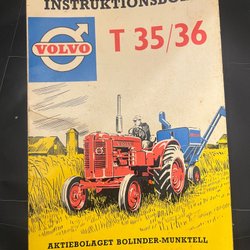 INSTRUKTIONSBOK
VOLVO
T 35/36
AKTIEBOLAGET BOLINDER-MUNKTELL